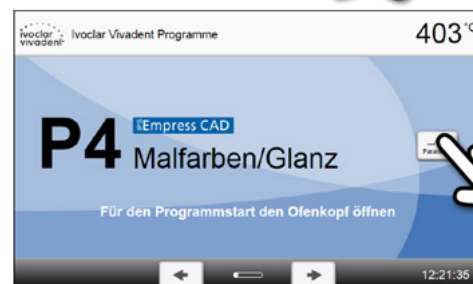 ivoclar vivadent Ivoclar Vivadent Programme 403 °C
IPS Empress CAD
P4 Malfarben/Glanz
Für den Programmstart den Ofenkopf öffnen
12:21:35